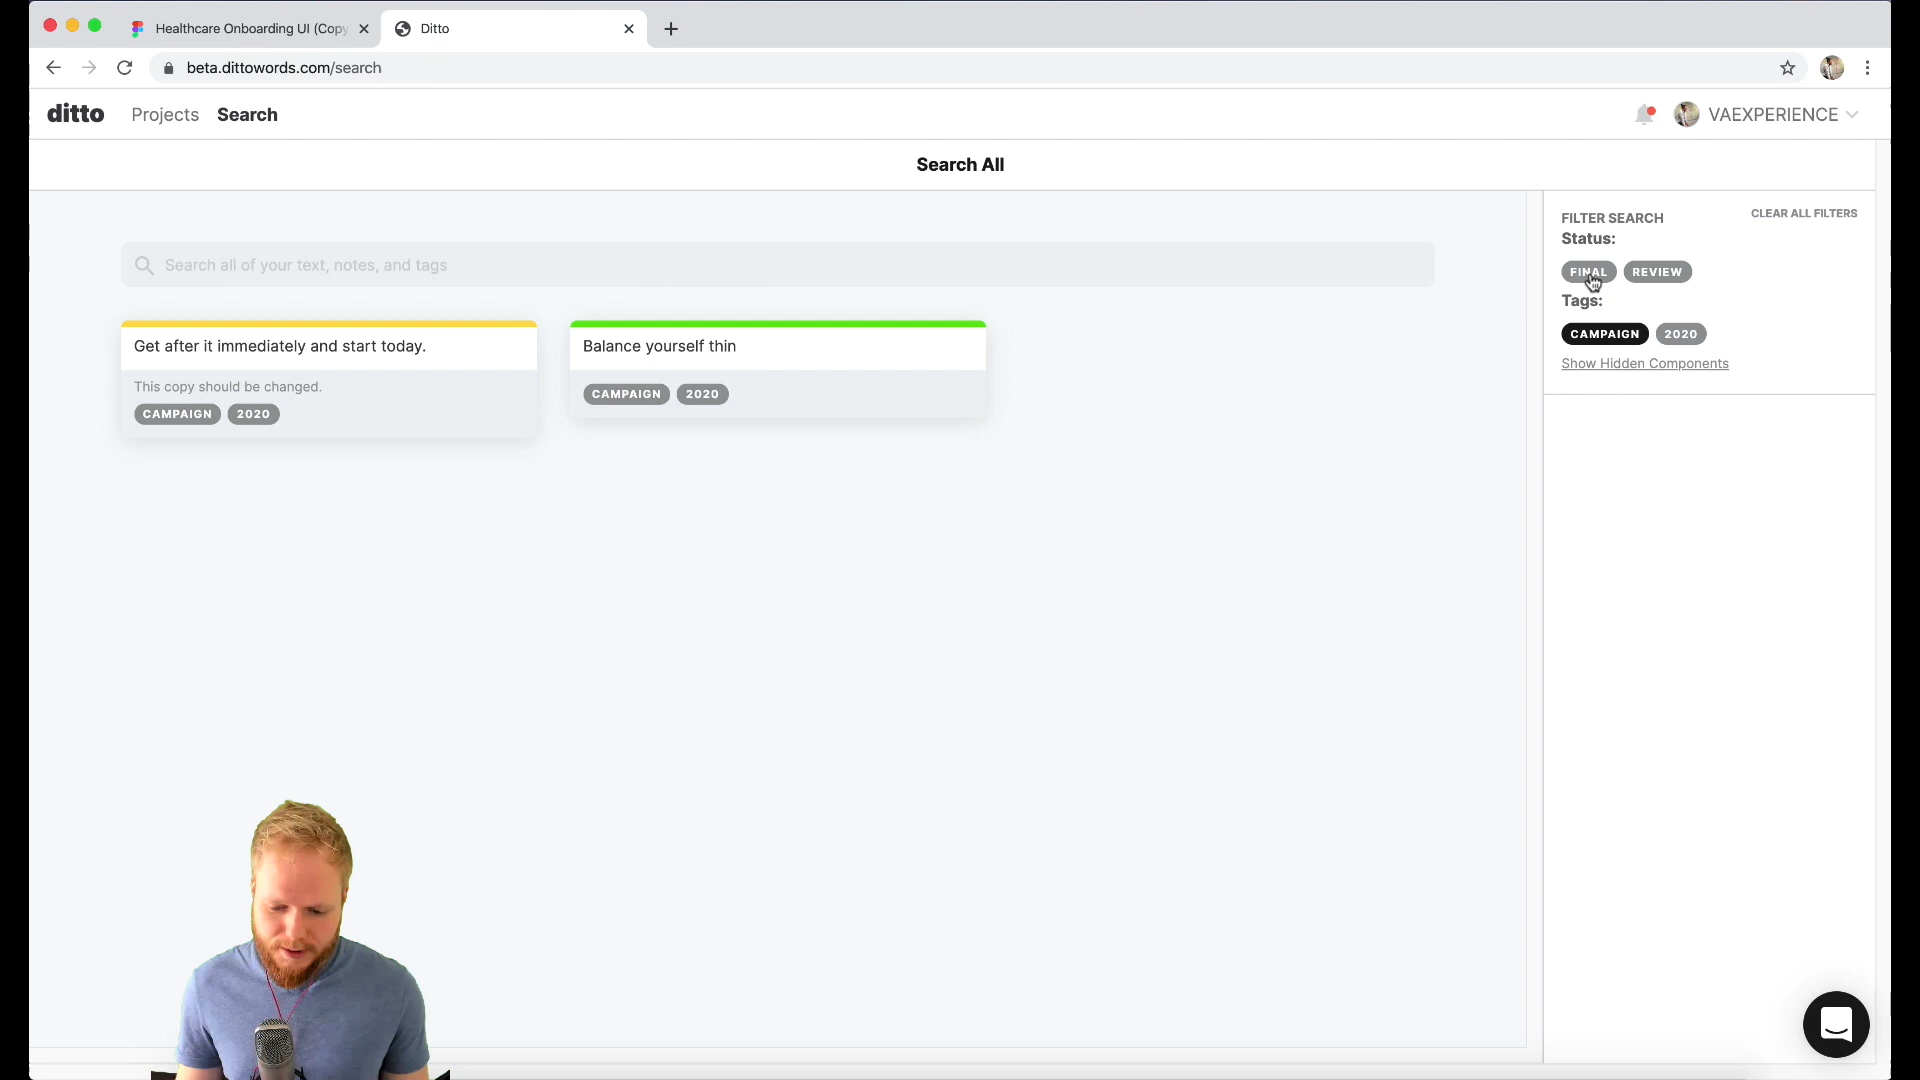 Healthcare Onboarding UI (Copy
Ditto
beta.dittowords.com/search
ditto
Projects
Search
VAEXPERIENCE
Search All
FILTER SEARCH
CLEAR ALL FILTERS
Status:
FINAL
REVIEW
Tags:
CAMPAIGN
2020
Show Hidden Components
Search all of your text, notes, and tags
Get after it immediately and start today.
This copy should be changed.
CAMPAIGN
2020
Balance yourself thin
CAMPAIGN
2020